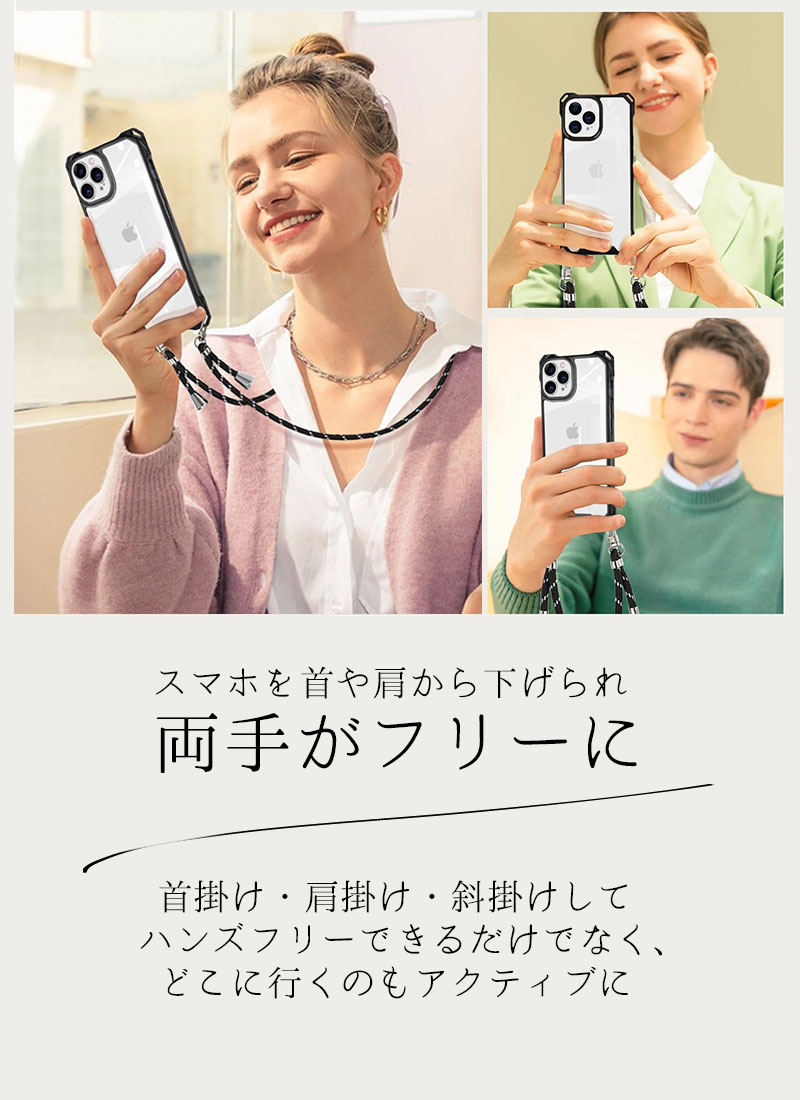 スマホを首や肩から下げられ
両手がフリーに
首掛け・肩掛け・斜掛けして
ハンズフリーできるだけでなく、
どこに行くのもアクティブに